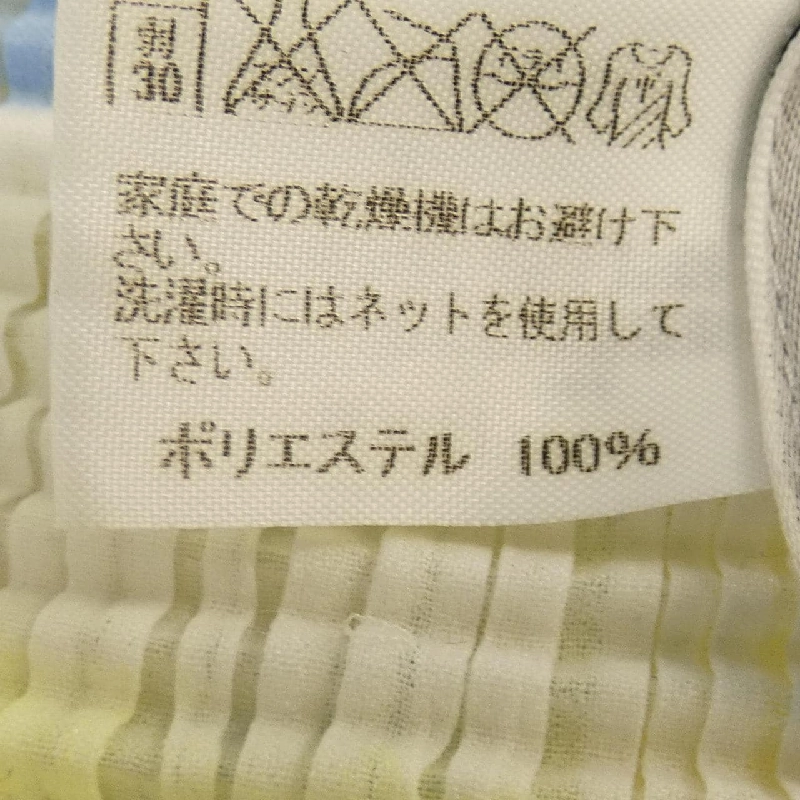 30
家庭での乾燥機はお避け下
さい。
洗濯時にはネットを使用して
下さい。
ポリエステル 100%